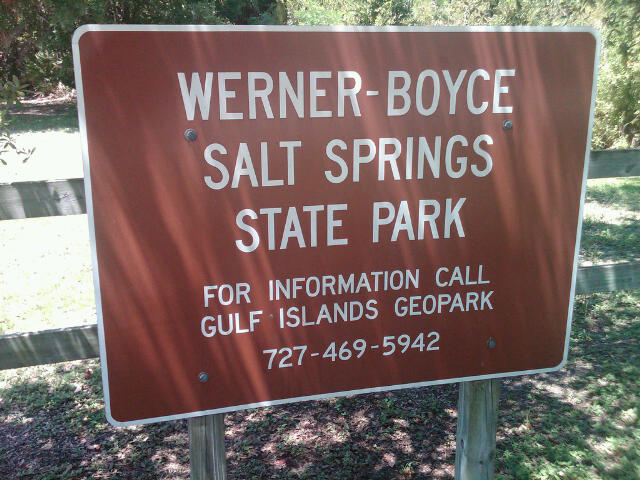 WERNER-BOYCE
SALT SPRINGS
STATE PARK
FOR INFORMATION CALL
GULF ISLANDS GEOPARK
727-469-5942